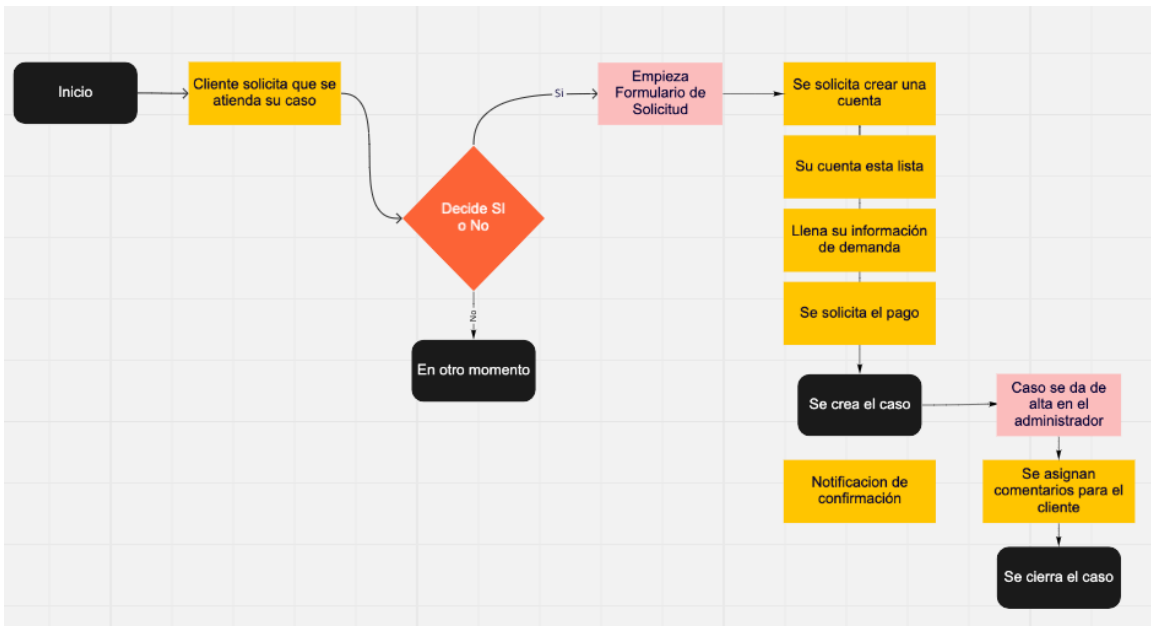 Inicio
Cliente solicita que se
atienda su caso
Decide SI
o No
Si
No
En otro momento
Empieza
Formulario de
Solicitud
Se solicita crear una
cuenta
Su cuenta esta lista
Llena su información
de demanda
Se solicita el pago
Se crea el caso
Notificacion de
confirmación
Caso se da de
alta en el
administrador
Se asignan
comentarios para el
cliente
Se cierra el caso